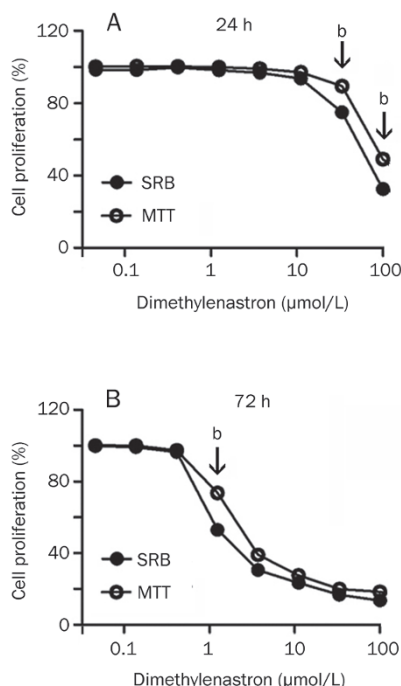 A
24 h
b
b
Cell proliferation (%)
120
80
40
0
SRB
MTT
0.1 1 10 100
Dimethylenastron (μmol/L)
B
72 h
b
Cell proliferation (%)
120
80
40
0
SRB
MTT
0.1 1 10 100
Dimethylenastron (μmol/L)